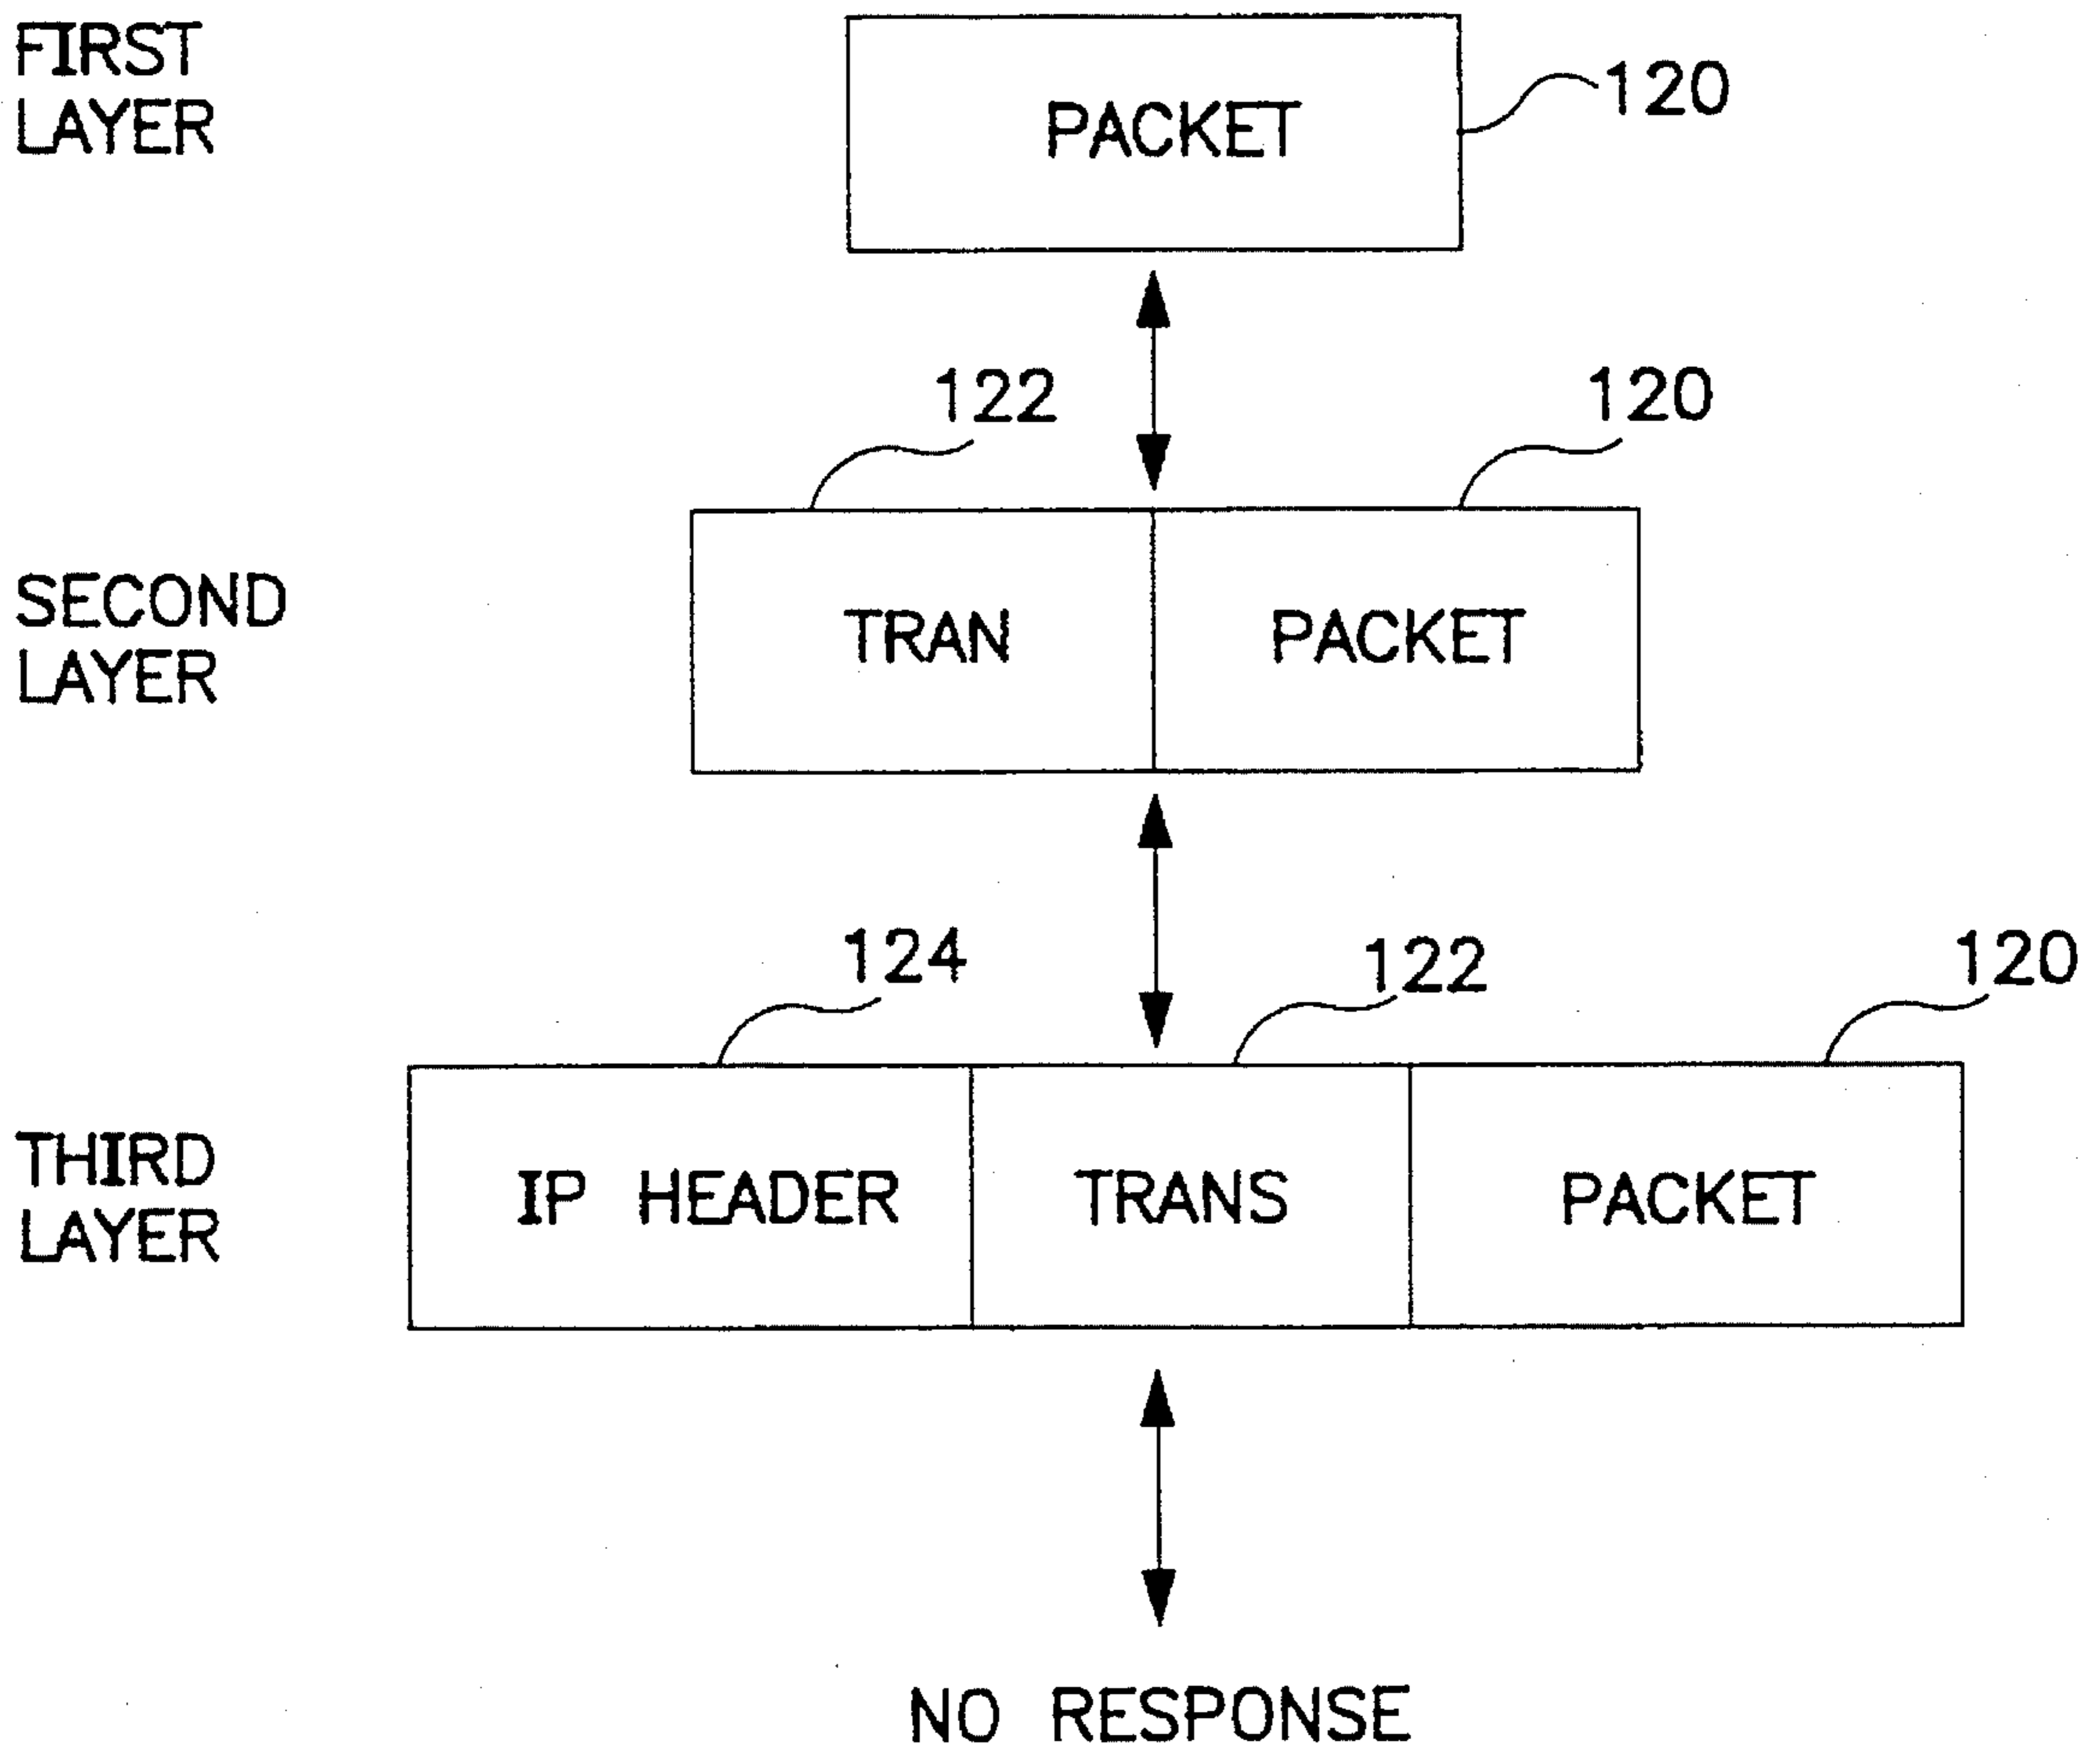 FIRST
LAYER
PACKET
120
122
120
SECOND
LAYER
TRAN
PACKET
124
122
120
THIRD
LAYER
IP HEADER
TRANS
PACKET
NO RESPONSE